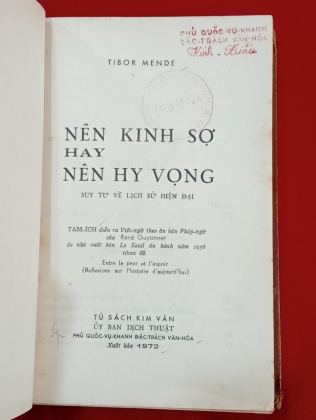 PHỦ QUỐC-VỤ-KHANH
ĐẶC-TRÁCH VĂN-HÓA
Kính - Biếu
TIBOR MENDE
NÊN KINH SỢ
HAY
NÊN HY VỌNG
SUY TƯ VỀ LỊCH SỬ HIỆN ĐẠI
TAM-ÍCH diễn ra Việt-ngữ theo ấn bản Pháp-ngữ
của René Guyonnet
do nhà xuất bản Le Seuil ấn hành năm 1958
nhan đề
Entre la peur et l'espoir
(Réflexions sur l'histoire d'aujourd'hui)
TỦ SÁCH KIM VĂN
ỦY BAN DỊCH THUẬT
PHỦ QUỐC-VỤ-KHANH ĐẶC-TRÁCH VĂN-HÓA
Xuất bản 1972